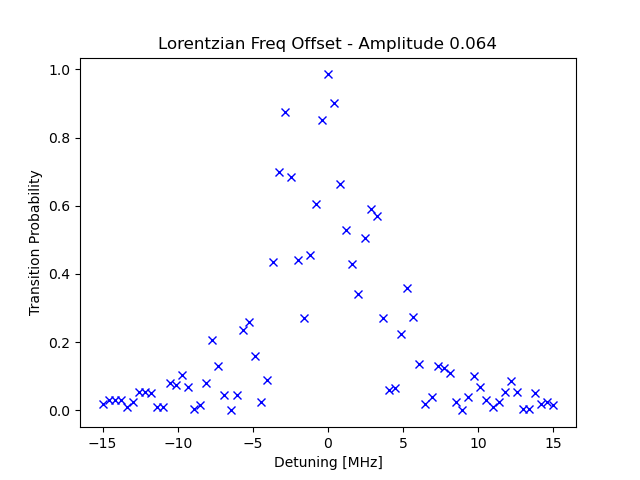 Lorentzian Freq Offset - Amplitude 0.064
1.0
0.8
0.6
0.4
0.2
0.0
Transition Probability
−15 −10 −5 0 5 10 15
Detuning [MHz]